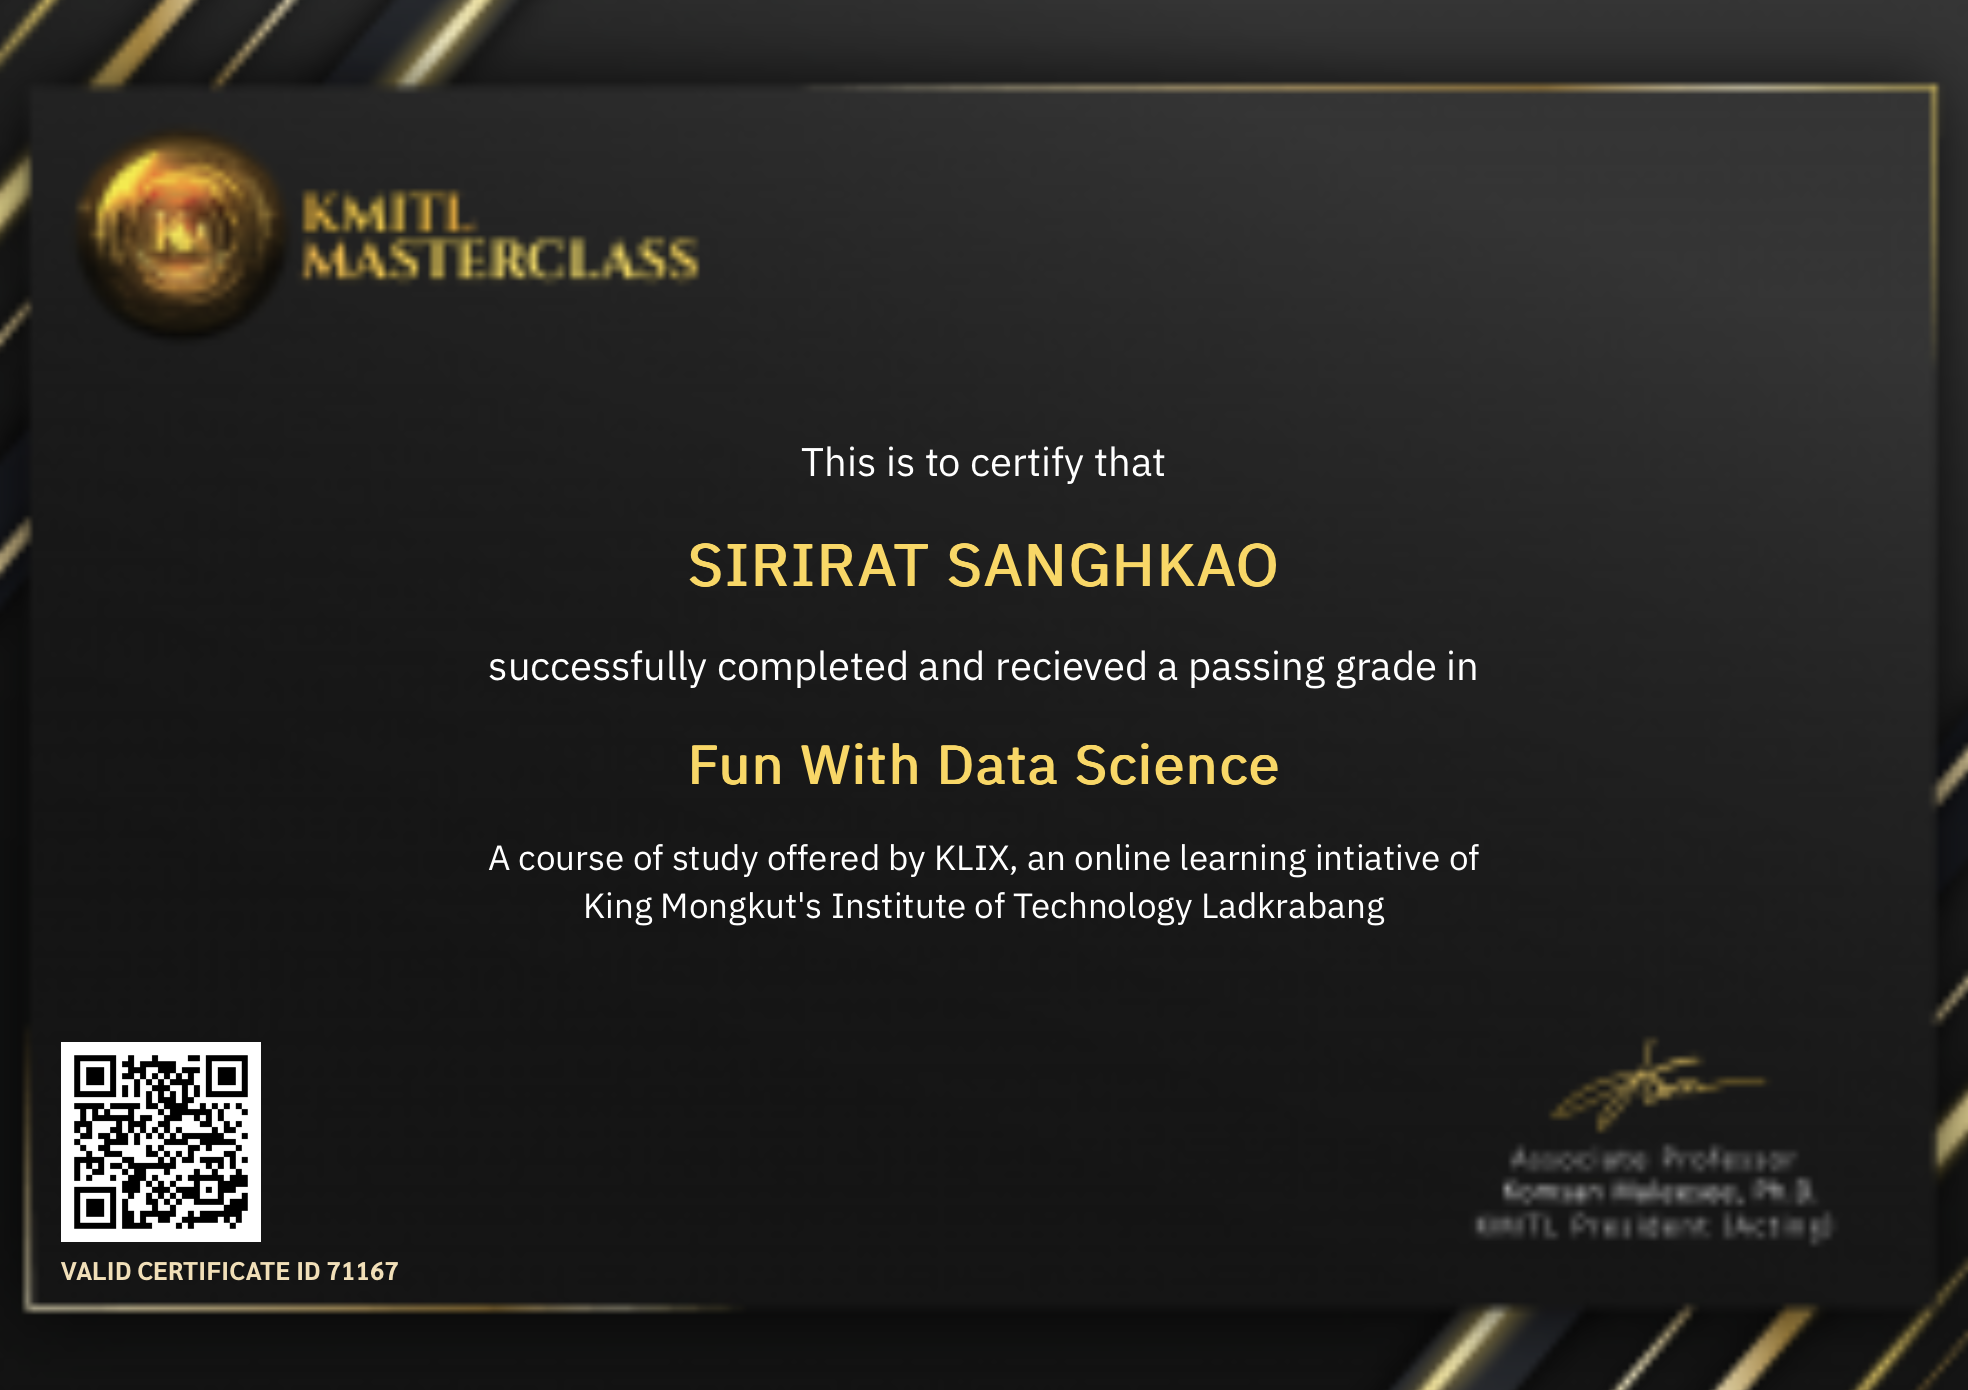 KMITL
MASTERCLASS
This is to certify that
SIRIRAT SANGHKAO
successfully completed and recieved a passing grade in
Fun With Data Science
A course of study offered by KLIX, an online learning intiative of
King Mongkut's Institute of Technology Ladkrabang
Associate Professor
Komsan Maleesee, Ph.D.
KMITL President (Acting)
VALID CERTIFICATE ID 71167